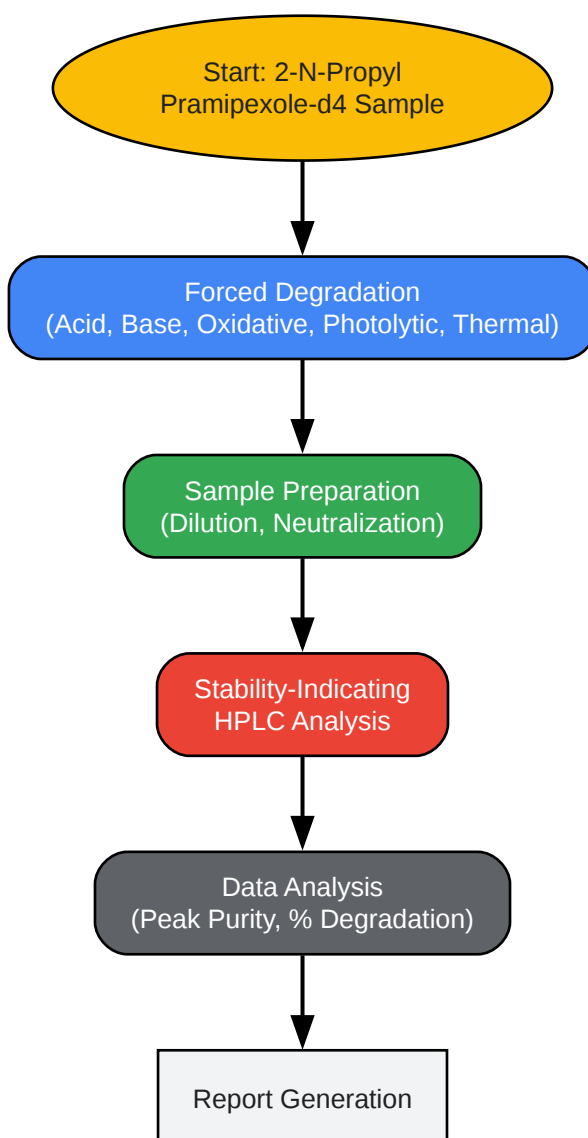 Start: 2-N-Propyl
Pramipexole-d4 Sample
Forced Degradation
(Acid, Base, Oxidative, Photolytic, Thermal)
Sample Preparation
(Dilution, Neutralization)
Stability-Indicating
HPLC Analysis
Data Analysis
(Peak Purity, % Degradation)
Report Generation